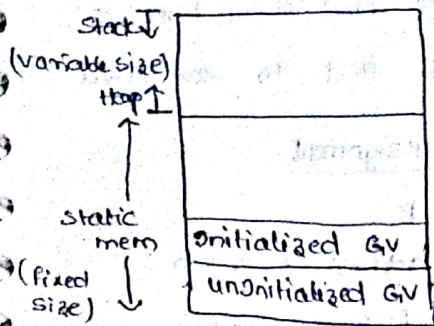 Stack ↓
(variable size)
Heap ↑
static
mem
(fixed
size)
Initialized GV
unInitialized GV